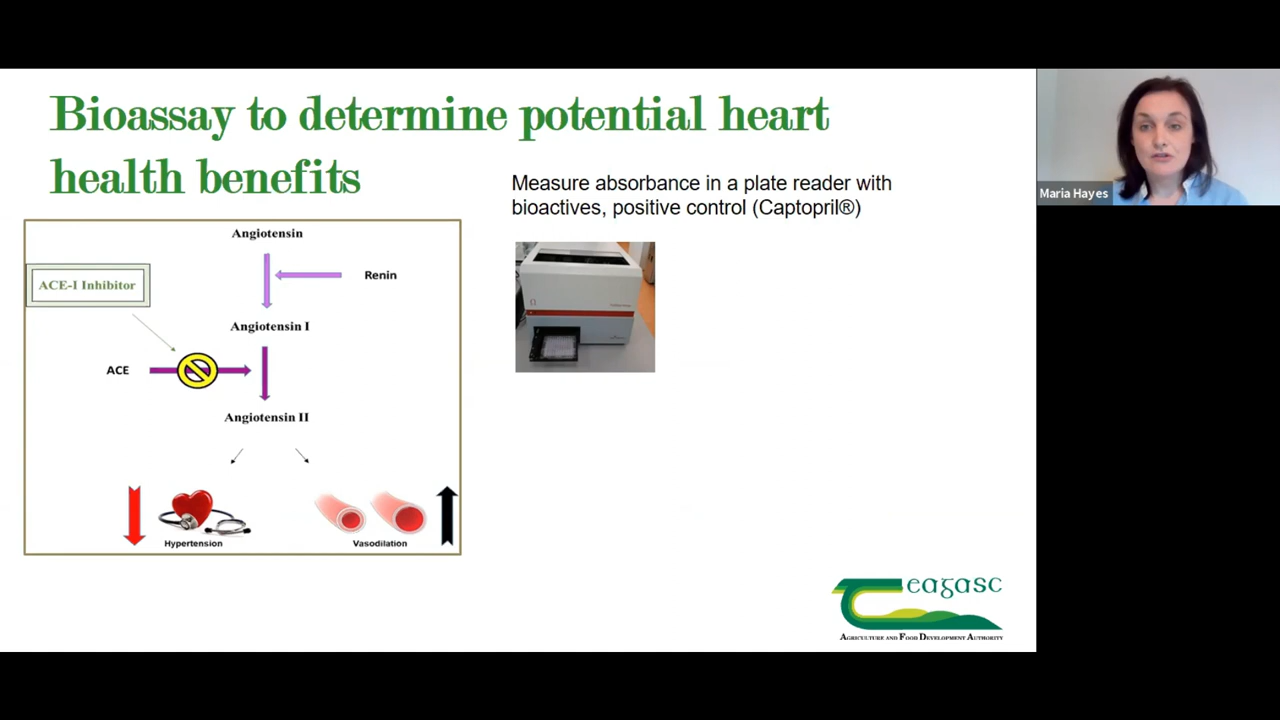 Bioassay to determine potential heart
health benefits
Measure absorbance in a plate reader with
bioactives, positive control (Captopril®)
Angiotensin
Renin
ACE-I Inhibitor
Angiotensin I
ACE
Angiotensin II
Hypertension
Vasodilation
Maria Hayes
eagasc
AGRICULTURE AND FOOD DEVELOPMENT AUTHORITY